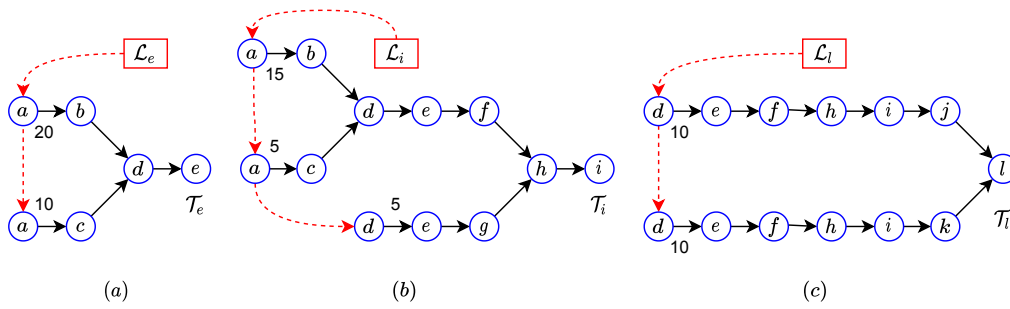 ℒₑ
a b
20
d e
10
a c
𝒯ₑ
(a)
ℒᵢ
a b
15
d e f
5
a c
h i
5
d e g
𝒯ᵢ
(b)
ℒₗ
d e f h i j
10
l
𝒯ₗ
d e f h i k
10
(c)